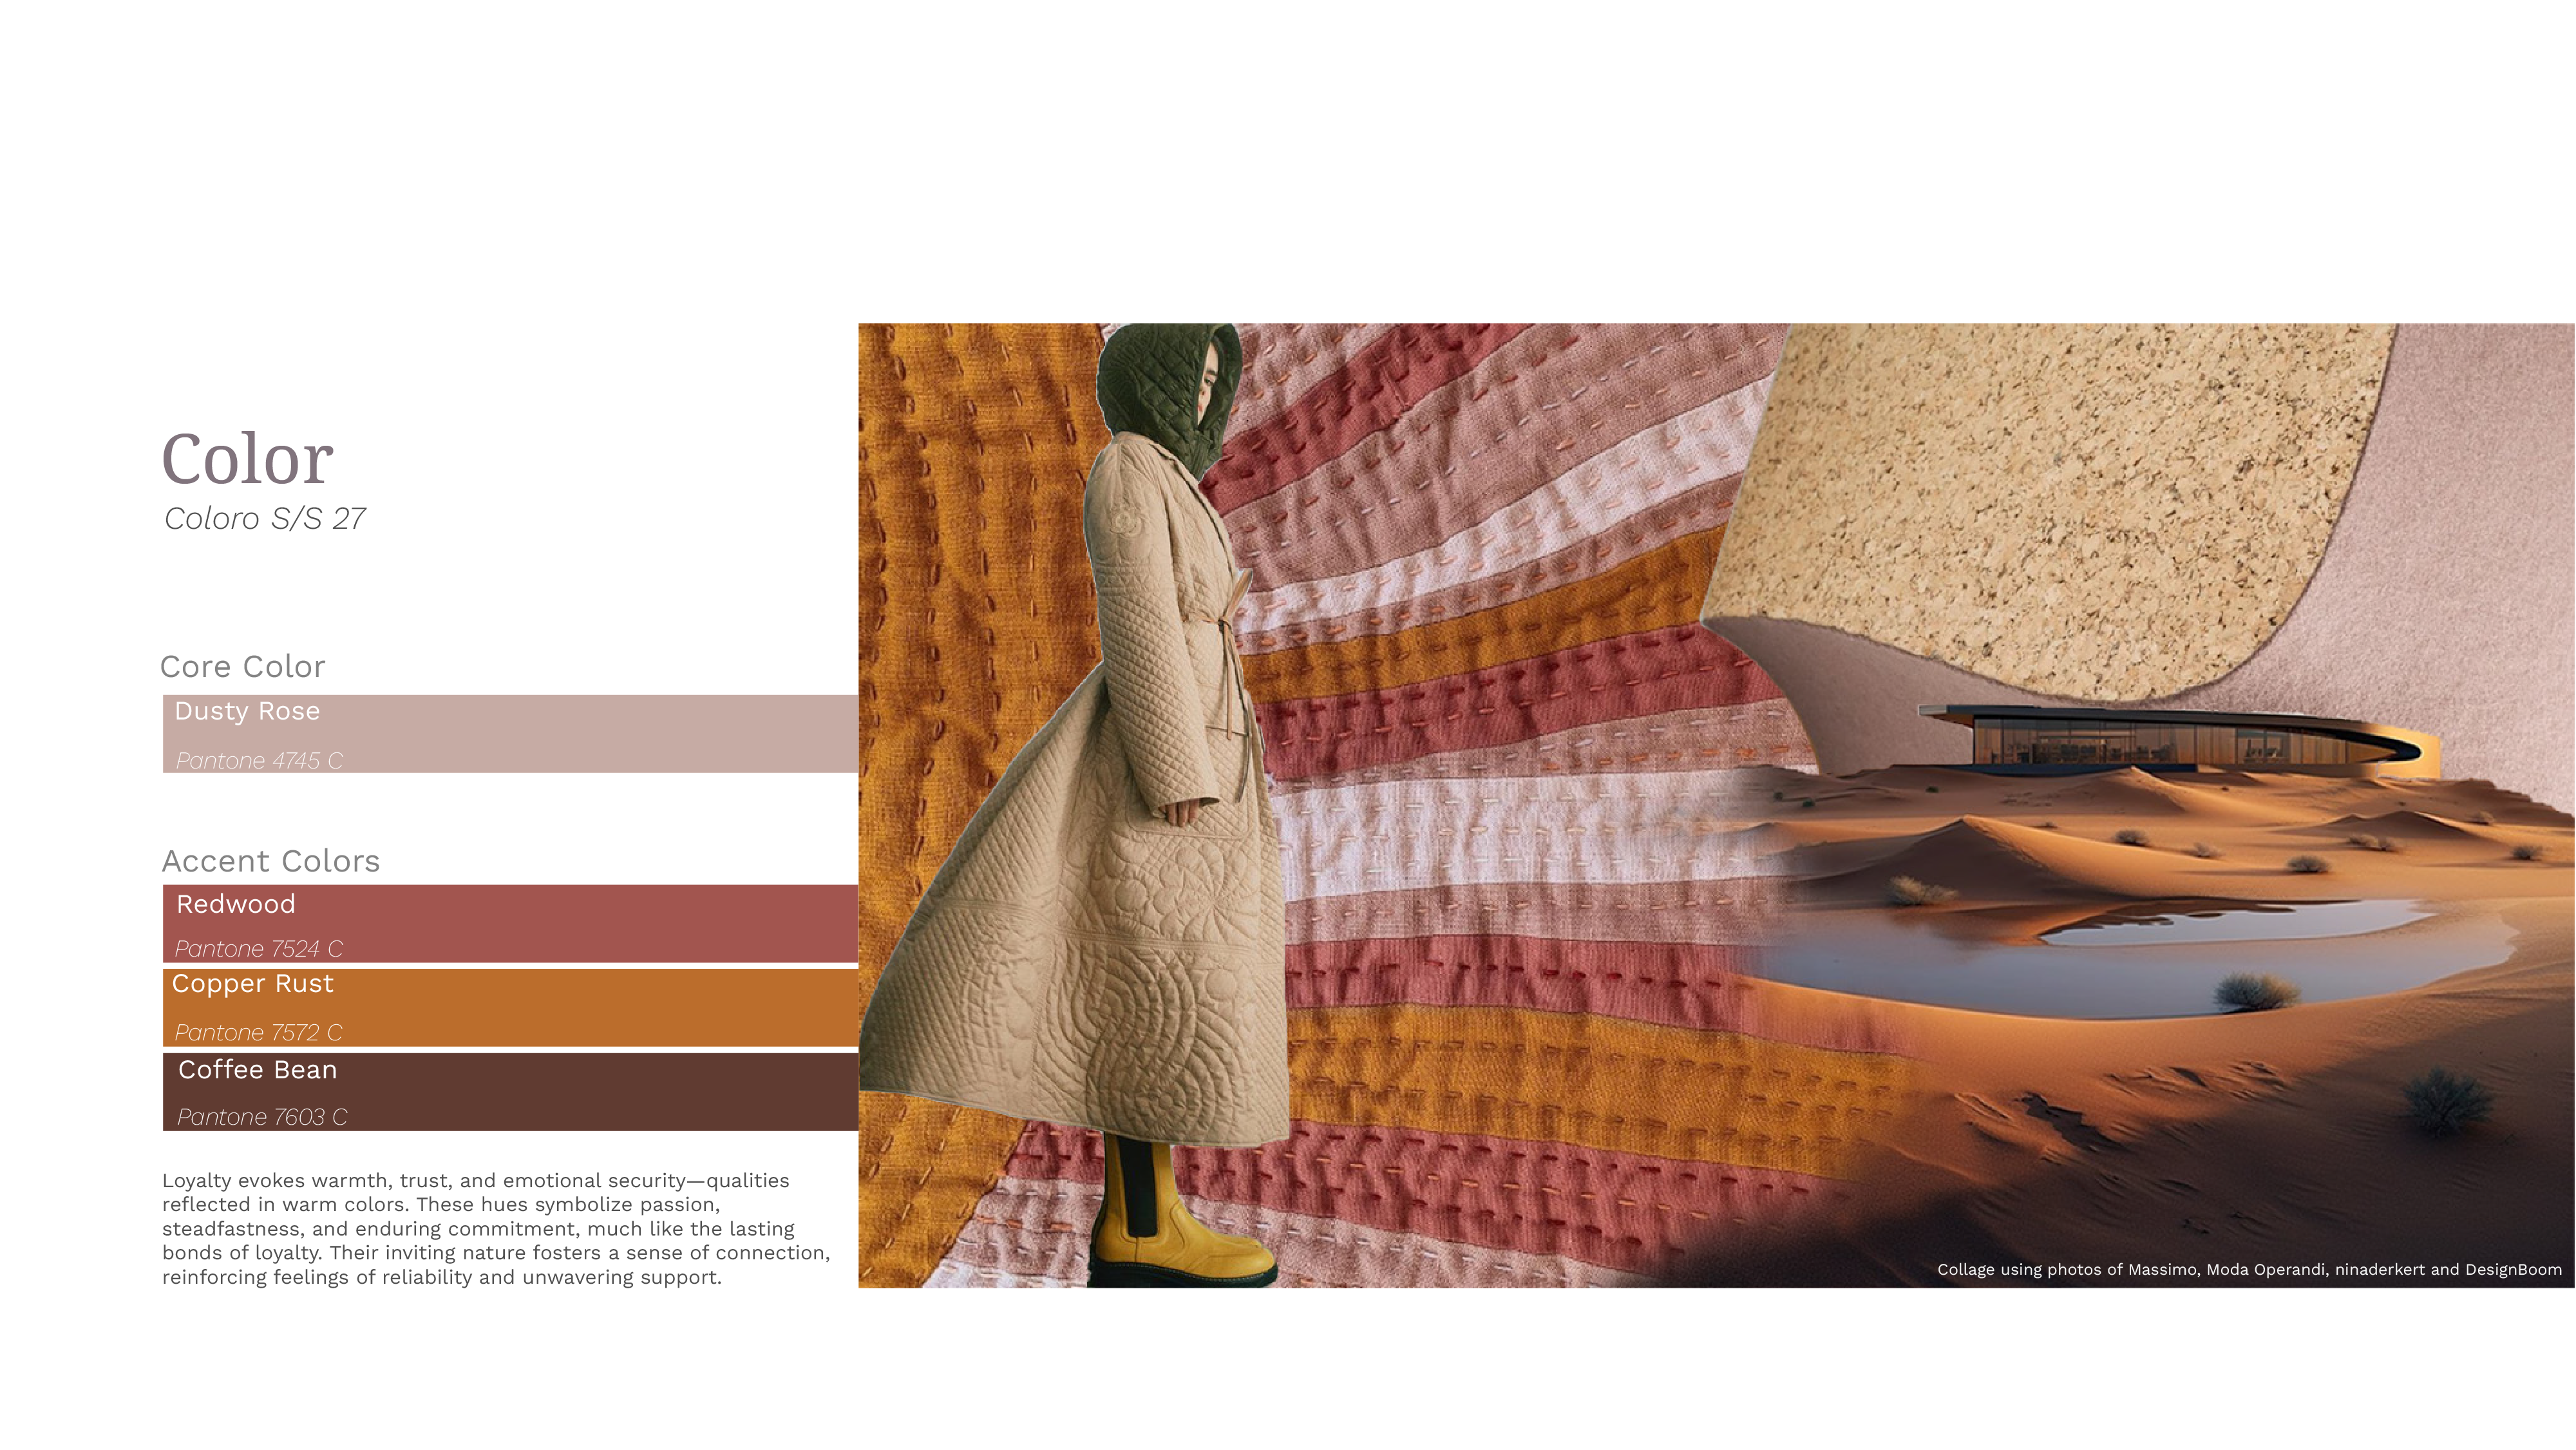 Color
Coloro S/S 27
Core Color
Dusty Rose
Pantone 4745 C
Accent Colors
Redwood
Pantone 7524 C
Copper Rust
Pantone 7572 C
Coffee Bean
Pantone 7603 C
Loyalty evokes warmth, trust, and emotional security—qualities
reflected in warm colors. These hues symbolize passion,
steadfastness, and enduring commitment, much like the lasting
bonds of loyalty. Their inviting nature fosters a sense of connection,
reinforcing feelings of reliability and unwavering support.
Collage using photos of Massimo, Moda Operandi, ninaderkert and DesignBoom